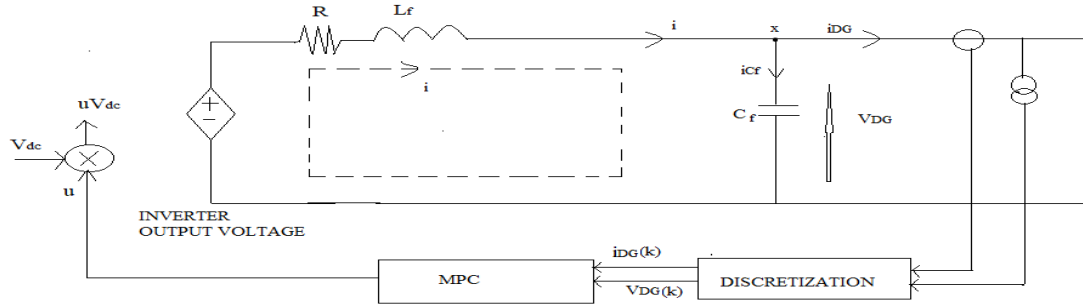 R
Lf
i
x
iDG
i
iCf
Cf
VDG
uVdc
+
−
Vdc
×
u
INVERTER
OUTPUT VOLTAGE
iDG(k)
MPC
DISCRETIZATION
VDG(k)